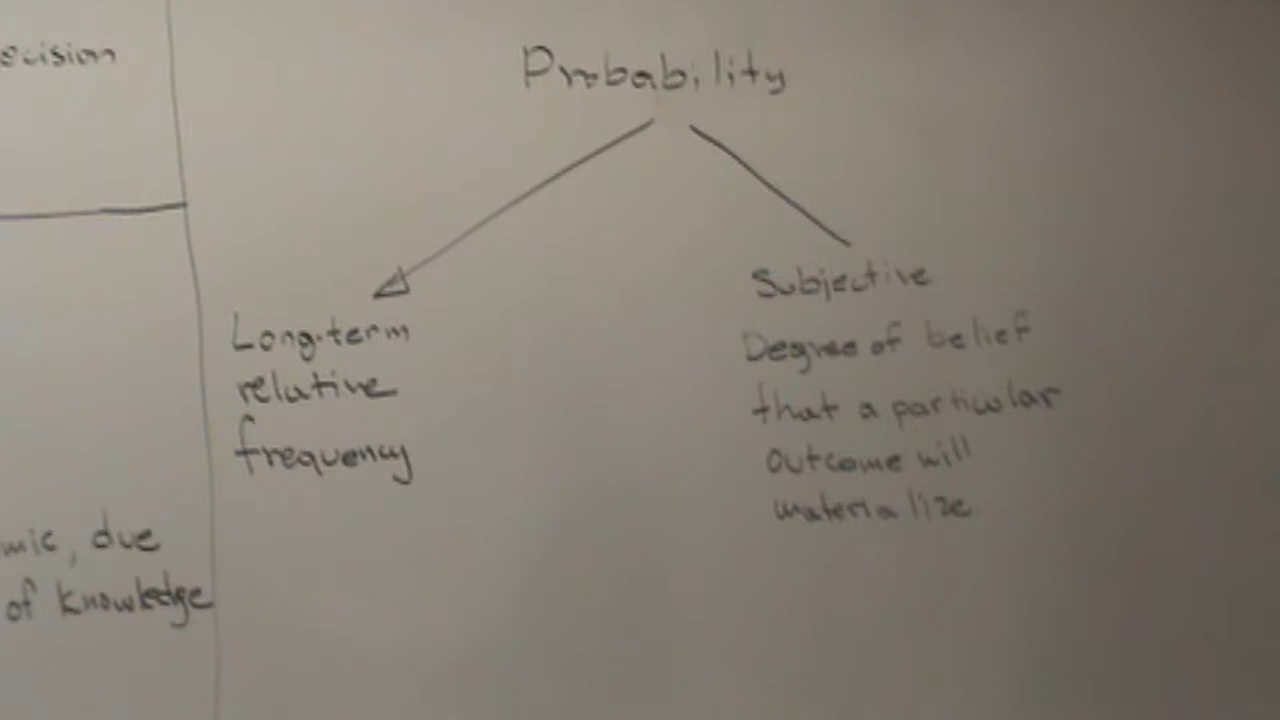 ecision
mic, due
of knowledge
Probability
Long-term
relative
frequency
Subjective
Degree of belief
that a particular
outcome will
materialize